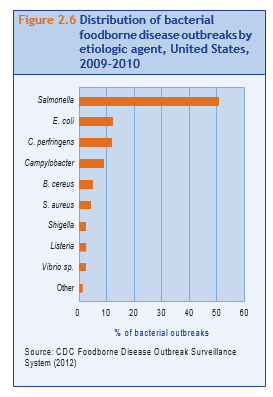 Figure 2.6 Distribution of bacterial
foodborne disease outbreaks by
etiologic agent, United States,
2009-2010
Salmonella
E. coli
C. perfringens
Campylobacter
B. cereus
S. aureus
Shigella
Listeria
Vibrio sp.
Other
0 10 20 30 40 50 60
% of bacterial outbreaks
Source: CDC Foodborne Disease Outbreak Surveillance
System (2012)